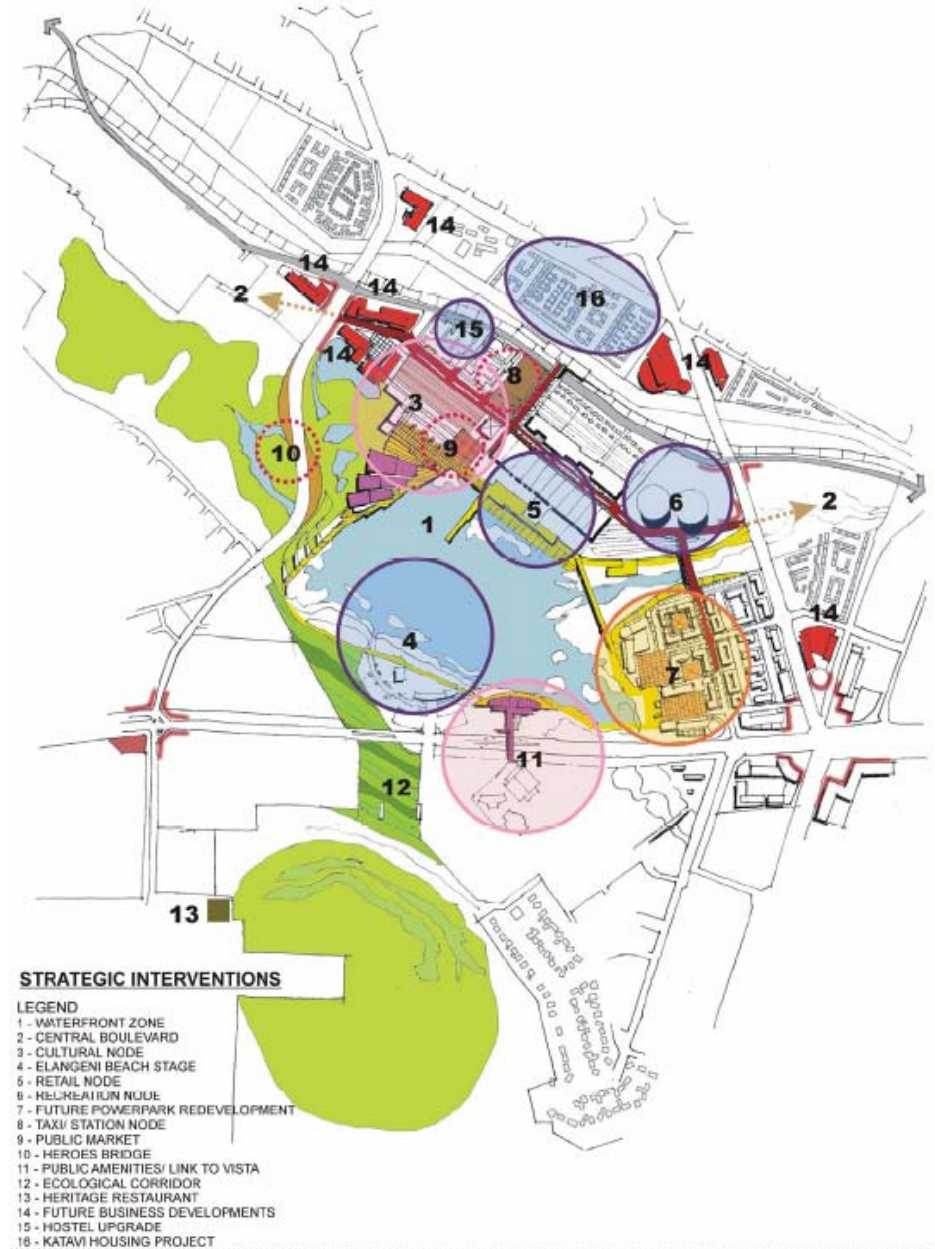 14
14
2
14
16
15
14
14
8
3
9
10
6
5
2
1
14
4
7
11
12
13
STRATEGIC INTERVENTIONS
LEGEND
1 - WATERFRONT ZONE
2 - CENTRAL BOULEVARD
3 - CULTURAL NODE
4 - ELANGENI BEACH STAGE
5 - RETAIL NODE
6 - RECREATION NODE
7 - FUTURE POWERPARK REDEVELOPMENT
8 - TAXI/ STATION NODE
9 - PUBLIC MARKET
10 - HEROES BRIDGE
11 - PUBLIC AMENITIES/ LINK TO VISTA
12 - ECOLOGICAL CORRIDOR
13 - HERITAGE RESTAURANT
14 - FUTURE BUSINESS DEVELOPMENTS
15 - HOSTEL UPGRADE
16 - KATAVI HOUSING PROJECT